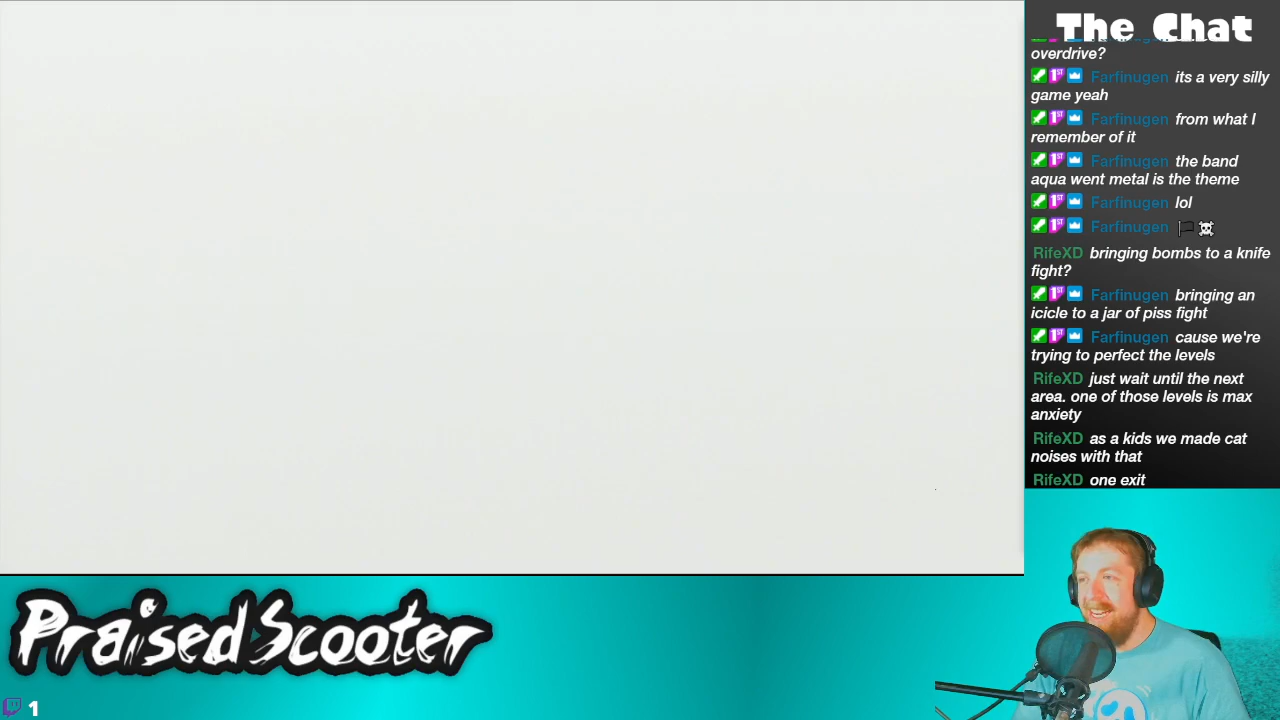 The Chat
overdrive?
Farfinugen its a very silly
game yeah
Farfinugen from what I
remember of it
Farfinugen the band
aqua went metal is the theme
Farfinugen lol
Farfinugen 🏴☠
RifeXD bringing bombs to a knife
fight?
Farfinugen bringing an
icicle to a jar of piss fight
Farfinugen cause we're
trying to perfect the levels
RifeXD just wait until the next
area. one of those levels is max
anxiety
RifeXD as a kids we made cat
noises with that
RifeXD one exit
PraisedScooter
1